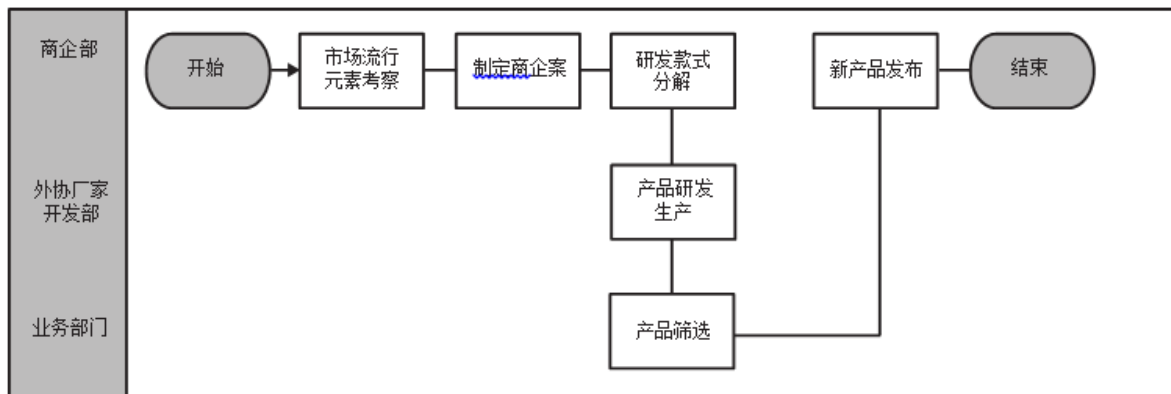 商企部
开始
市场流行
元素考察
制定商企案
研发款式
分解
新产品发布
结束
外协厂家
开发部
产品研发
生产
业务部门
产品筛选